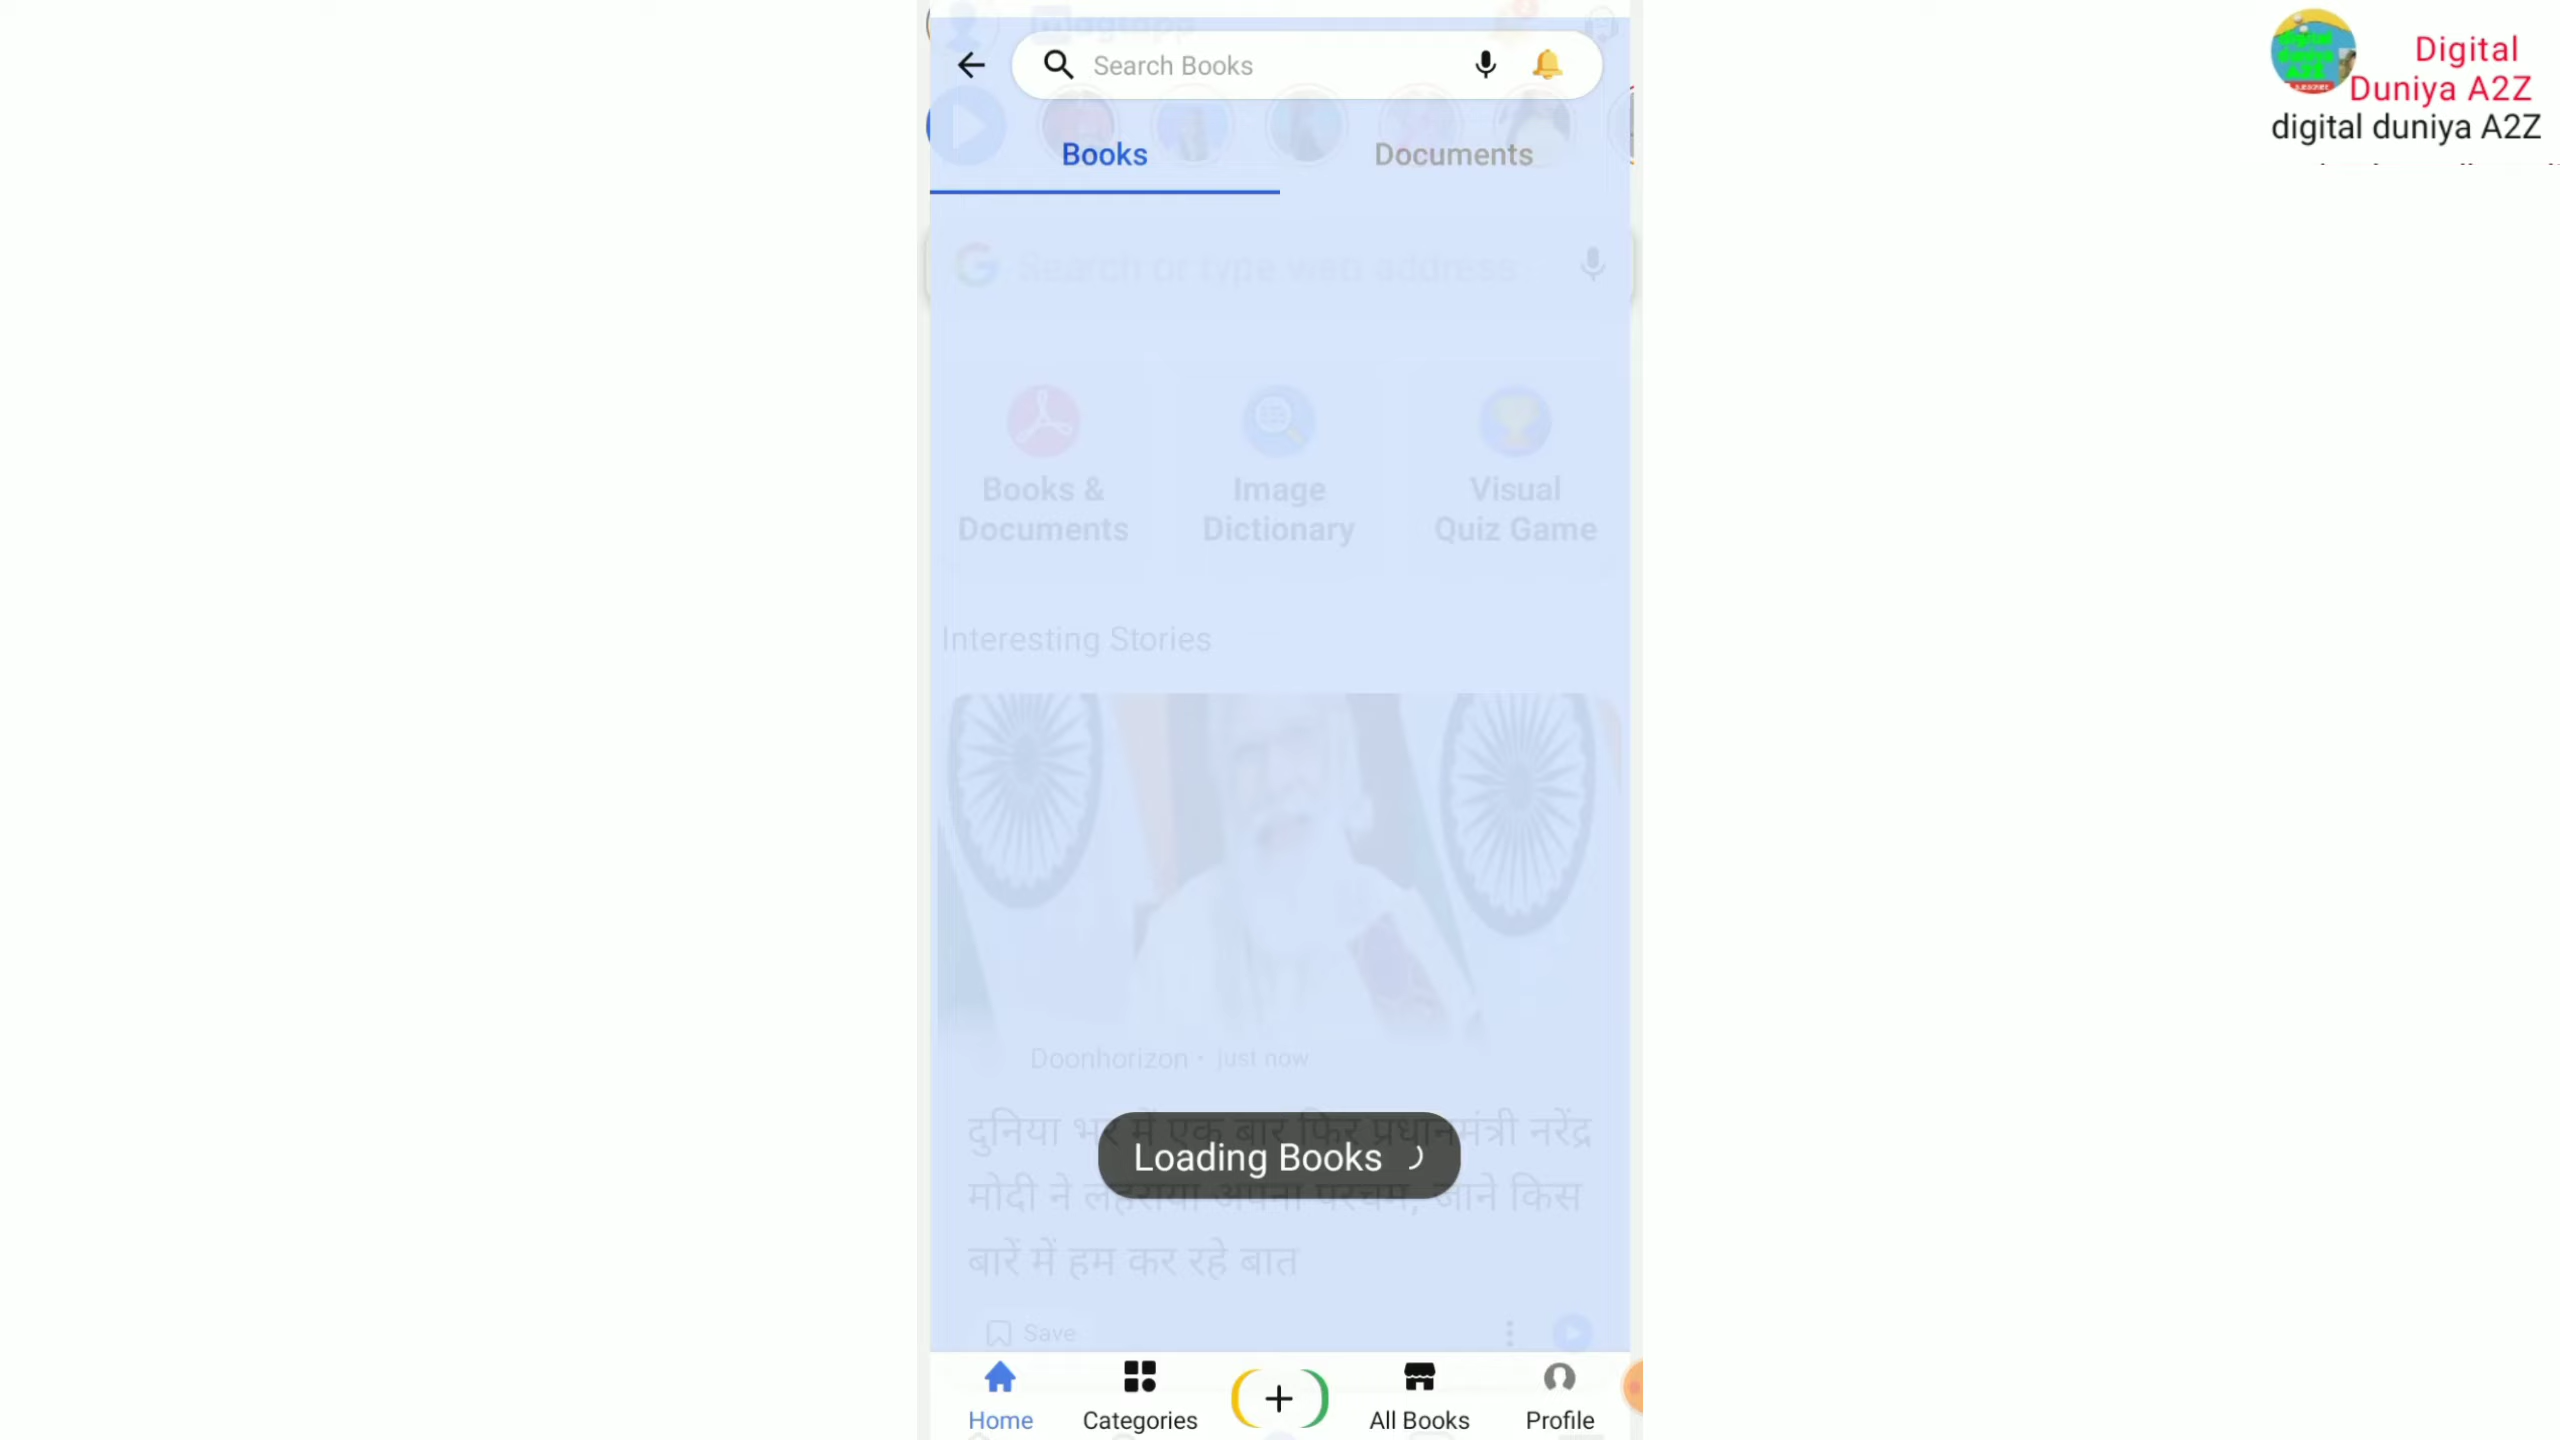 magtapp
Search Books
Books
Documents
Search or type web address
Books &
Documents
Image
Dictionary
Visual
Quiz Game
Interesting Stories
Doonhorizon · just now
दुनिया भर में एक बार फिर प्रधानमंत्री नरेंद्र
मोदी ने लहराया अपना परचम, जाने किस
बारें में हम कर रहे बात
Loading Books
Save
Home
Categories
All Books
Profile
Digital
Duniya A2Z
digital duniya A2Z